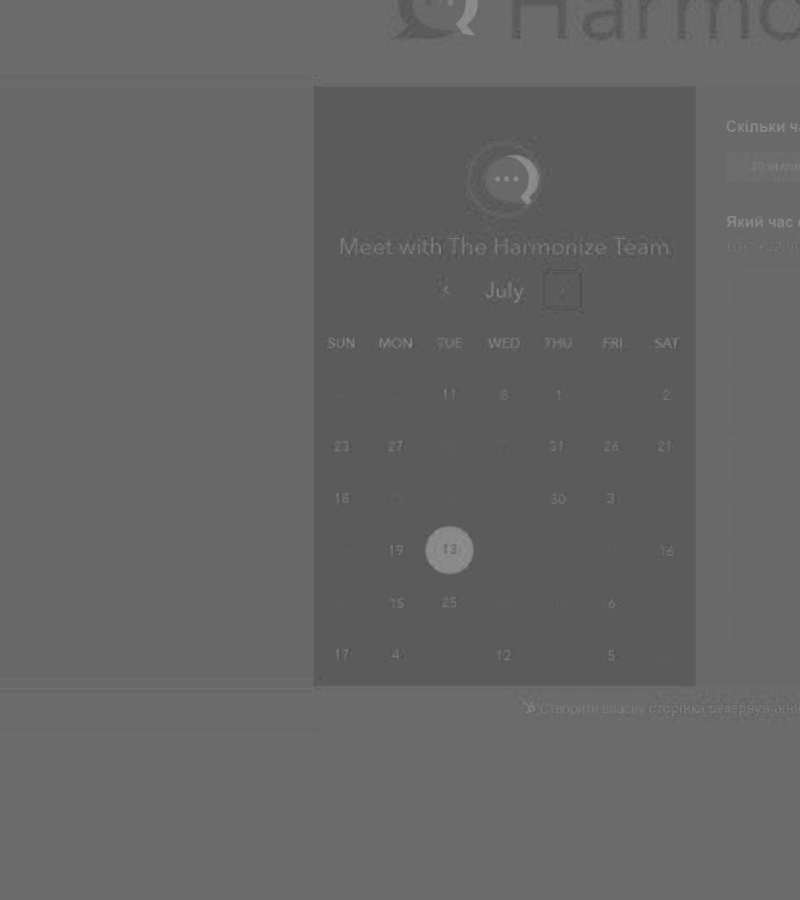 Harmo
Скільки ч
30 хвили
Meet with The Harmonize Team
Який час
July
SUN MON TUE WED THU FRI SAT
11 8 1 2
23 27 31 26 21
18 30 3
19 13 16
15 25 6
17 4 12 5
Створити власну сторінку резервування